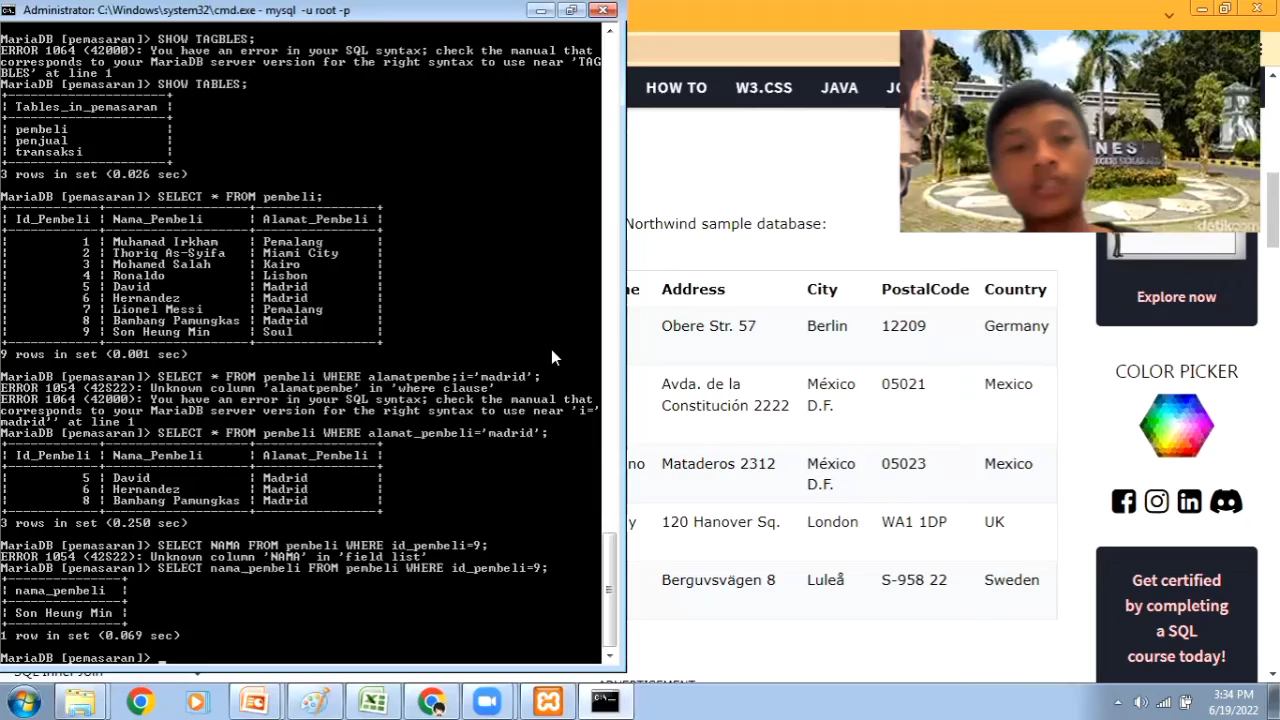 Administrator: C:\Windows\system32\cmd.exe - mysql -u root -p
MariaDB [pemasaran]> SHOW TAGBLES;
ERROR 1064 (42000): You have an error in your SQL syntax; check the manual that
corresponds to your MariaDB server version for the right syntax to use near 'TAG
BLES' at line 1
MariaDB [pemasaran]> SHOW TABLES;
+---------------------+
| Tables_in_pemasaran |
+---------------------+
| pembeli |
| penjual |
| transaksi |
+---------------------+
3 rows in set (0.026 sec)
MariaDB [pemasaran]> SELECT * FROM pembeli;
+------------+------------------+----------------+
| Id_Pembeli | Nama_Pembeli | Alamat_Pembeli |
+------------+------------------+----------------+
| 1 | Muhamad Irkham | Pemalang |
| 2 | Thoriq As-Syifa | Miami City |
| 3 | Mohamed Salah | Kairo |
| 4 | Ronaldo | Lisbon |
| 5 | David | Madrid |
| 6 | Hernandez | Madrid |
| 7 | Lionel Messi | Pemalang |
| 8 | Bambang Pamungkas | Madrid |
| 9 | Son Heung Min | Soul |
+------------+------------------+----------------+
9 rows in set (0.001 sec)
MariaDB [pemasaran]> SELECT * FROM pembeli WHERE alamatpembe;i='madrid';
ERROR 1054 (42S22): Unknown column 'alamatpembe' in 'where clause'
ERROR 1064 (42000): You have an error in your SQL syntax; check the manual that
corresponds to your MariaDB server version for the right syntax to use near 'i='
madrid'' at line 1
MariaDB [pemasaran]> SELECT * FROM pembeli WHERE alamat_pembeli='madrid';
+------------+------------------+----------------+
| Id_Pembeli | Nama_Pembeli | Alamat_Pembeli |
+------------+------------------+----------------+
| 5 | David | Madrid |
| 6 | Hernandez | Madrid |
| 8 | Bambang Pamungkas | Madrid |
+------------+------------------+----------------+
3 rows in set (0.250 sec)
MariaDB [pemasaran]> SELECT NAMA FROM pembeli WHERE id_pembeli=9;
ERROR 1054 (42S22): Unknown column 'NAMA' in 'field list'
MariaDB [pemasaran]> SELECT nama_pembeli FROM pembeli WHERE id_pembeli=9;
+---------------+
| nama_pembeli |
+---------------+
| Son Heung Min |
+---------------+
1 row in set (0.069 sec)
MariaDB [pemasaran]> _
HOW TO W3.CSS JAVA
NES
detikcom
Northwind sample database:
Address City PostalCode Country
Obere Str. 57 Berlin 12209 Germany
Avda. de la Constitución 2222 México D.F. 05021 Mexico
no Mataderos 2312 México D.F. 05023 Mexico
y 120 Hanover Sq. London WA1 1DP UK
Berguvsvägen 8 Luleå S-958 22 Sweden
Explore now
COLOR PICKER
Get certified
by completing
a SQL
course today!
3:34 PM
6/19/2022